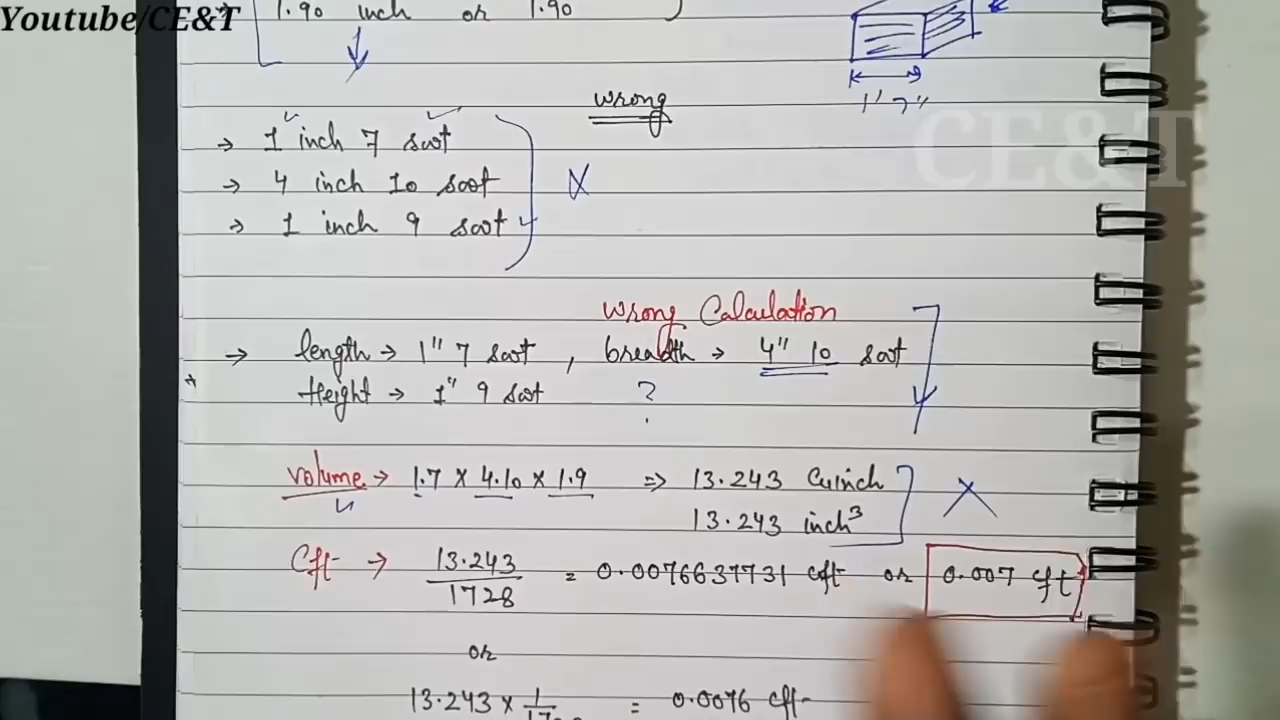 Youtube/CE&T
1.90 inch or 1.90
1" 7"
CE&T
wrong
→ 1 inch 7 soot
→ 4 inch 10 soot
→ 1 inch 9 soot
X
Wrong Calculation
→ length → 1" 7 soot , breadth → 4" 10 soot
Height → 1" 9 soot ?
Volume → 1.7 × 4.10 × 1.9 => 13.243 Cuinch
13.243 inch³
Cft → 13.243/1728 = 0.0076637731 cft or 0.007 cft
or
13.243 × 1/ = 0.0076 cft